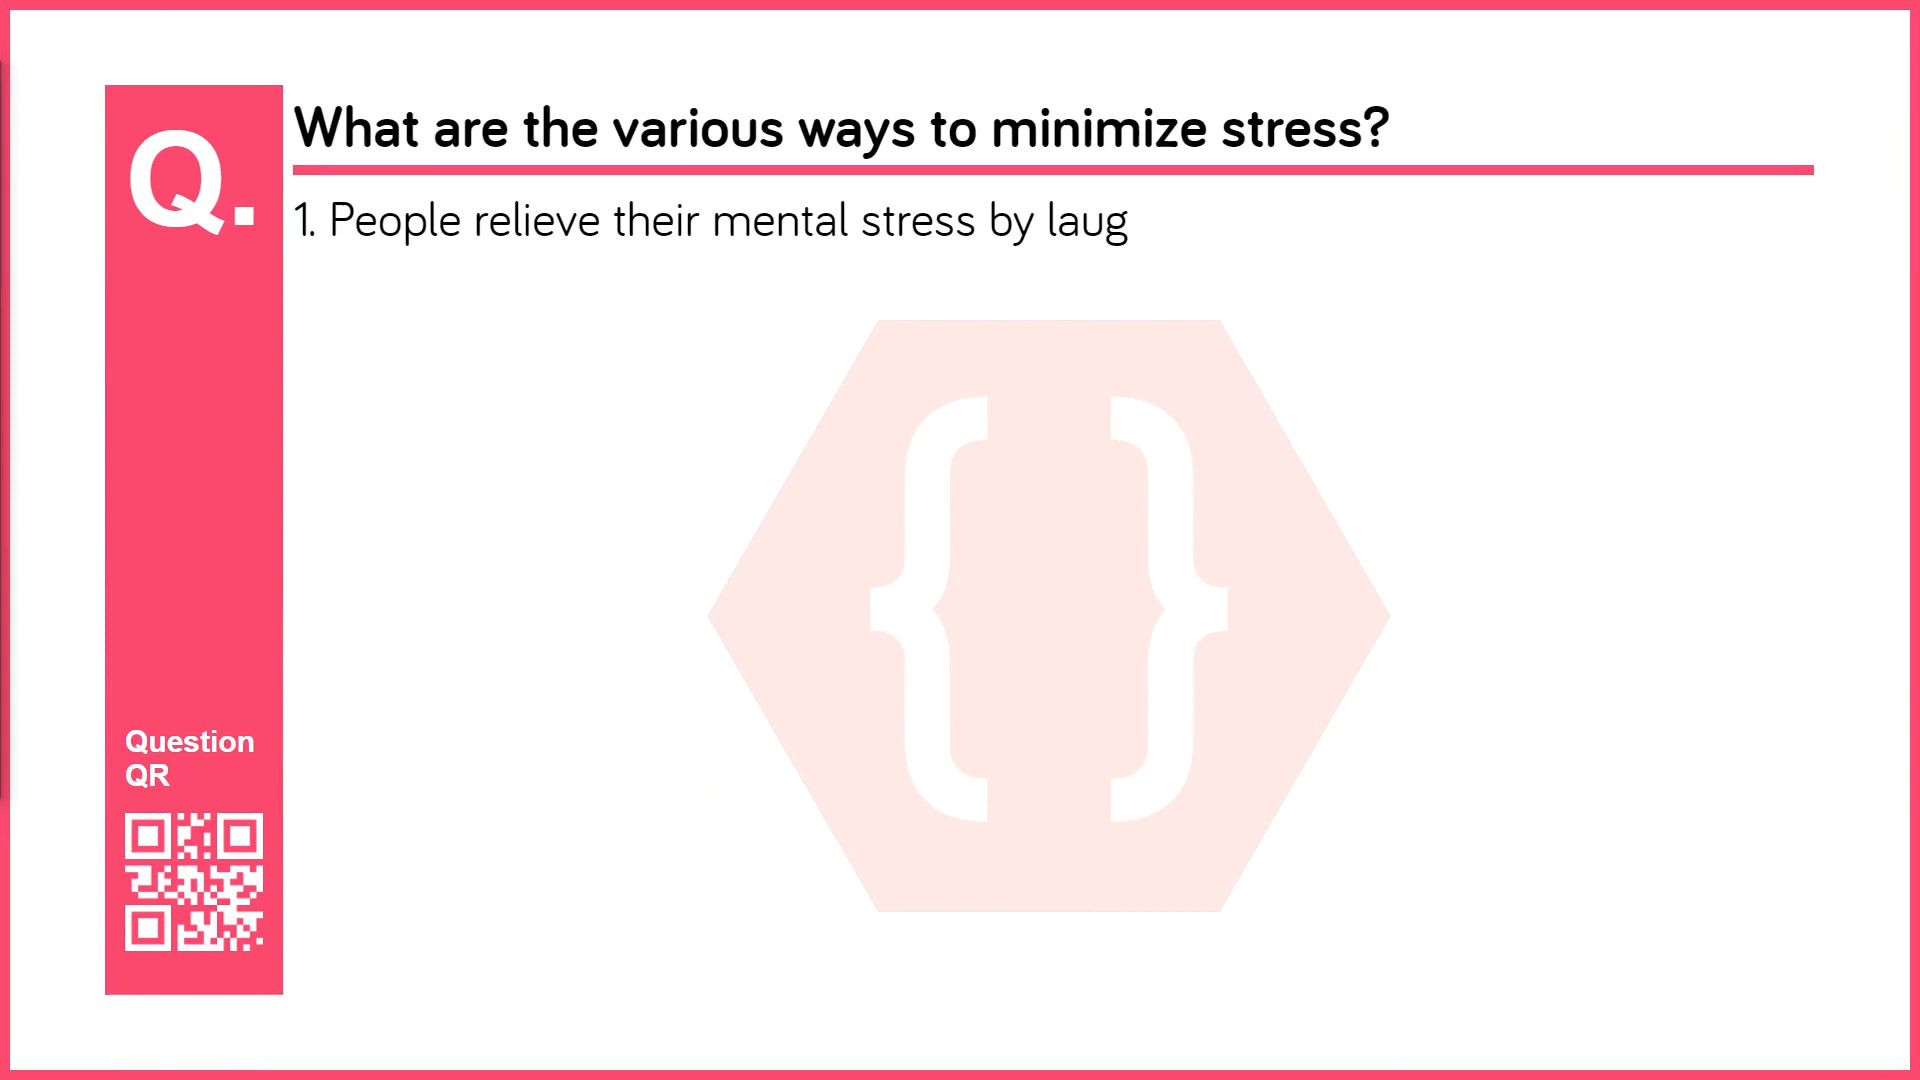 Q.
What are the various ways to minimize stress?
1. People relieve their mental stress by laug
Question
QR